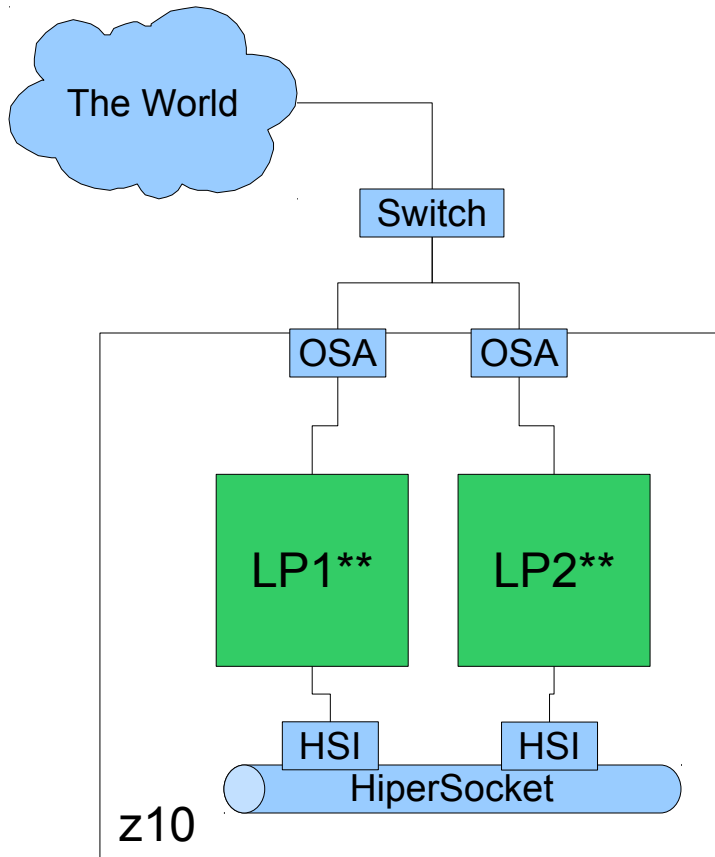 The World
Switch
OSA
OSA
LP1**
LP2**
HSI
HSI
HiperSocket
z10